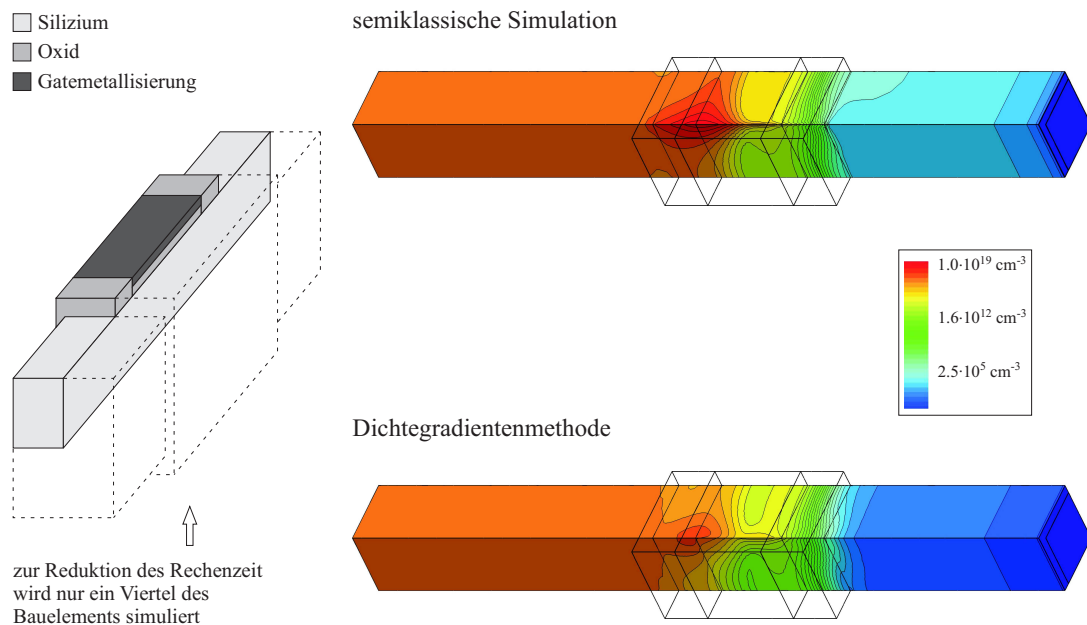 Silizium
Oxid
Gatemetallisierung
semiklassische Simulation
1.0·10¹⁹ cm⁻³
1.6·10¹² cm⁻³
2.5·10⁵ cm⁻³
Dichtegradientenmethode
zur Reduktion des Rechenzeit
wird nur ein Viertel des
Bauelements simuliert